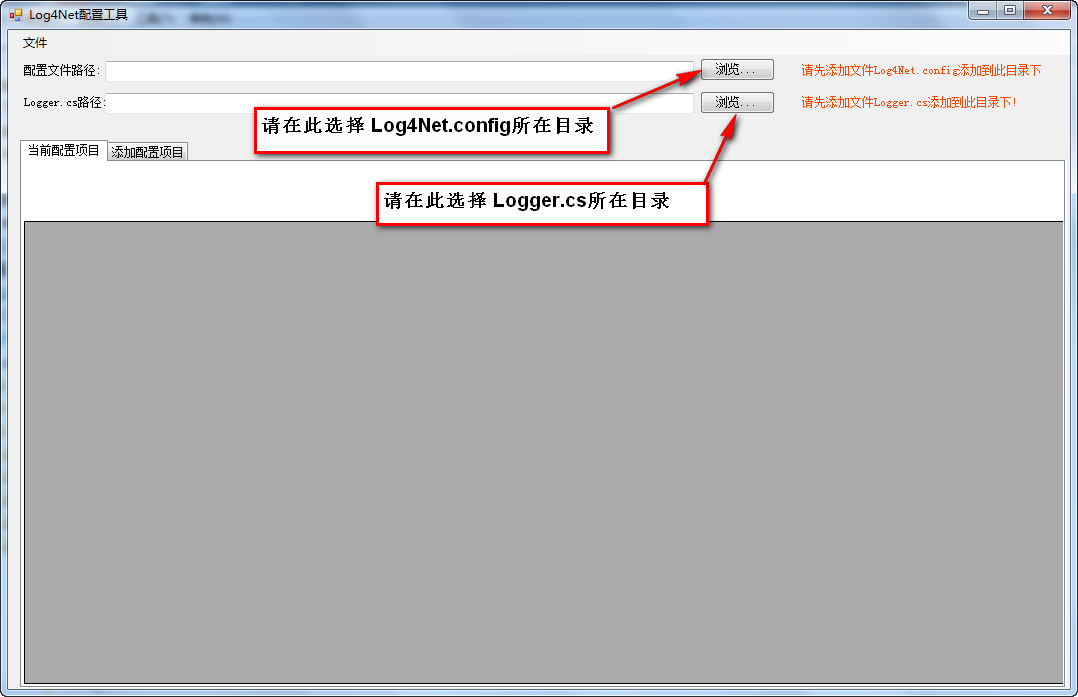 Log4Net配置工具
文件
配置文件路径:
浏览...
请先添加文件Log4Net.config添加到此目录下
Logger.cs路径:
浏览...
请先添加文件Logger.cs添加到此目录下!
请在此选择 Log4Net.config所在目录
当前配置项目
添加配置项目
请在此选择 Logger.cs所在目录